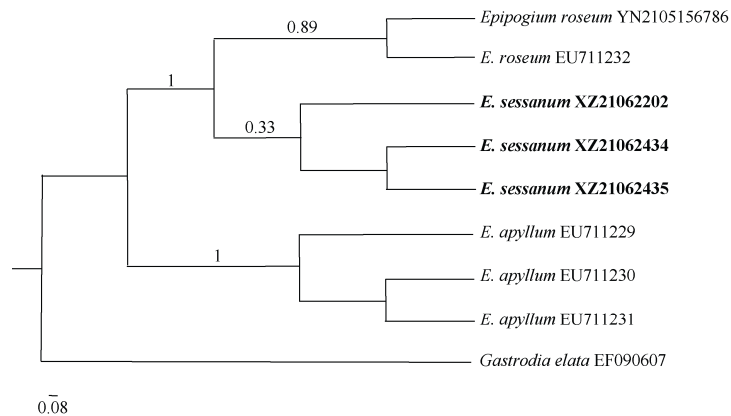 Epipogium roseum YN2105156786
0.89
E. roseum EU711232
1
E. sessanum XZ21062202
0.33
E. sessanum XZ21062434
E. sessanum XZ21062435
E. apyllum EU711229
1
E. apyllum EU711230
E. apyllum EU711231
Gastrodia elata EF090607
0.08